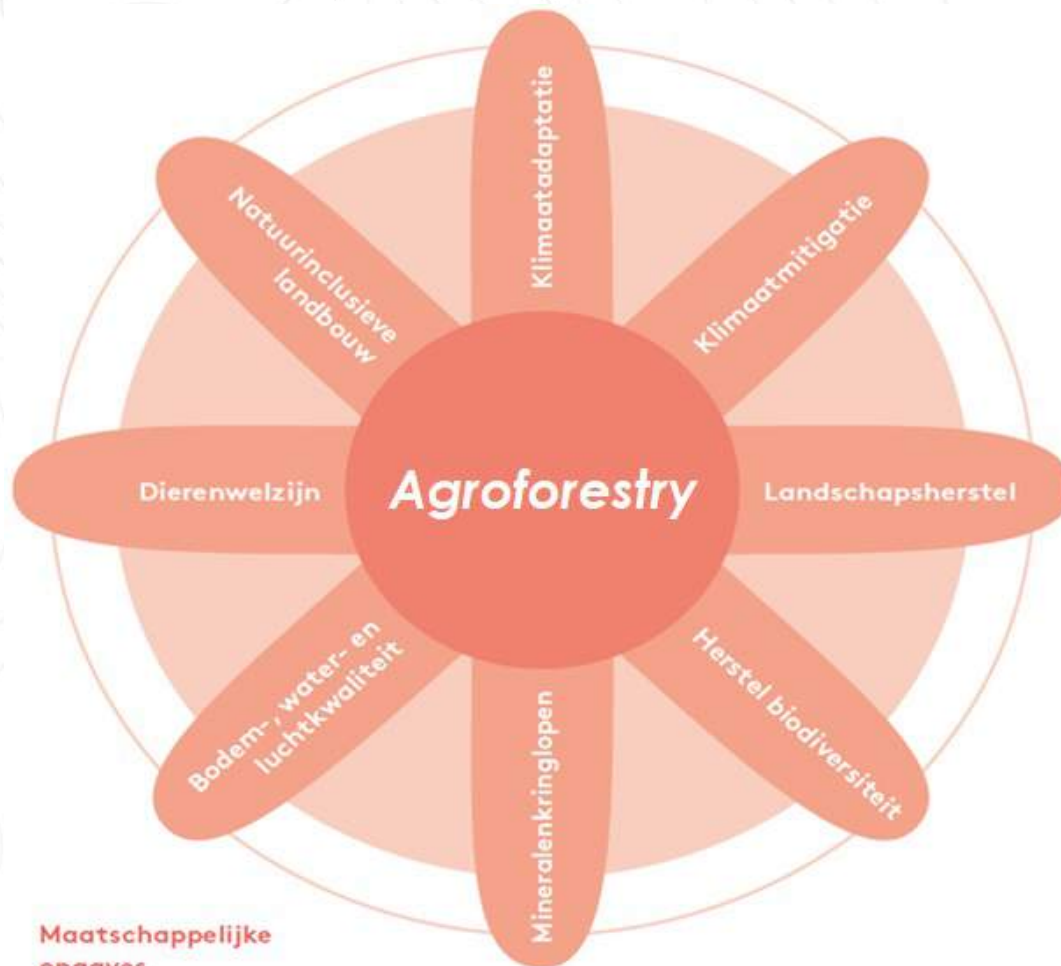 Klimaatadaptatie
Klimaatmitigatie
Landschapsherstel
Herstel biodiversiteit
Mineralenkringlopen
Bodem-, water- en
luchtkwaliteit
Dierenwelzijn
Natuurinclusieve
landbouw
Agroforestry
Maatschappelijke